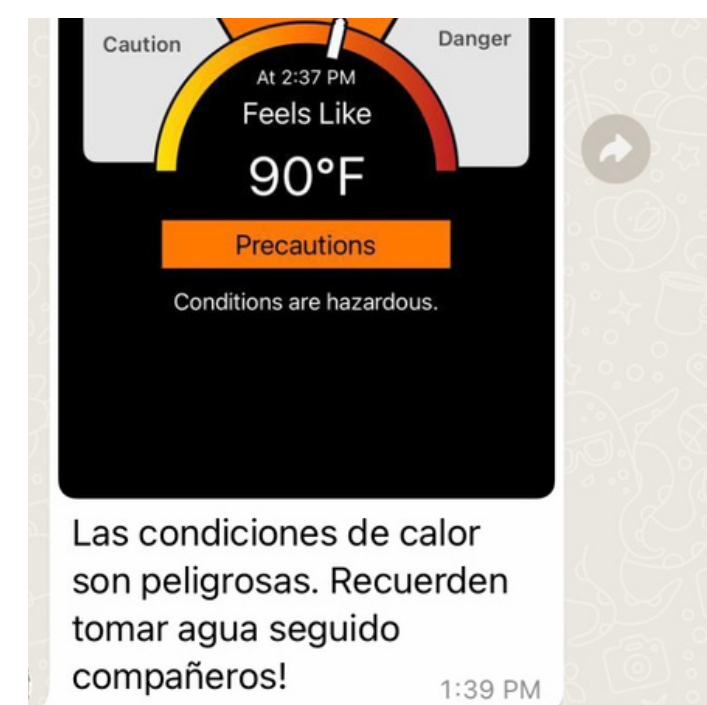 Caution
Danger
At 2:37 PM
Feels Like
90°F
Precautions
Conditions are hazardous.
Las condiciones de calor
son peligrosas. Recuerden
tomar agua seguido
compañeros!
1:39 PM